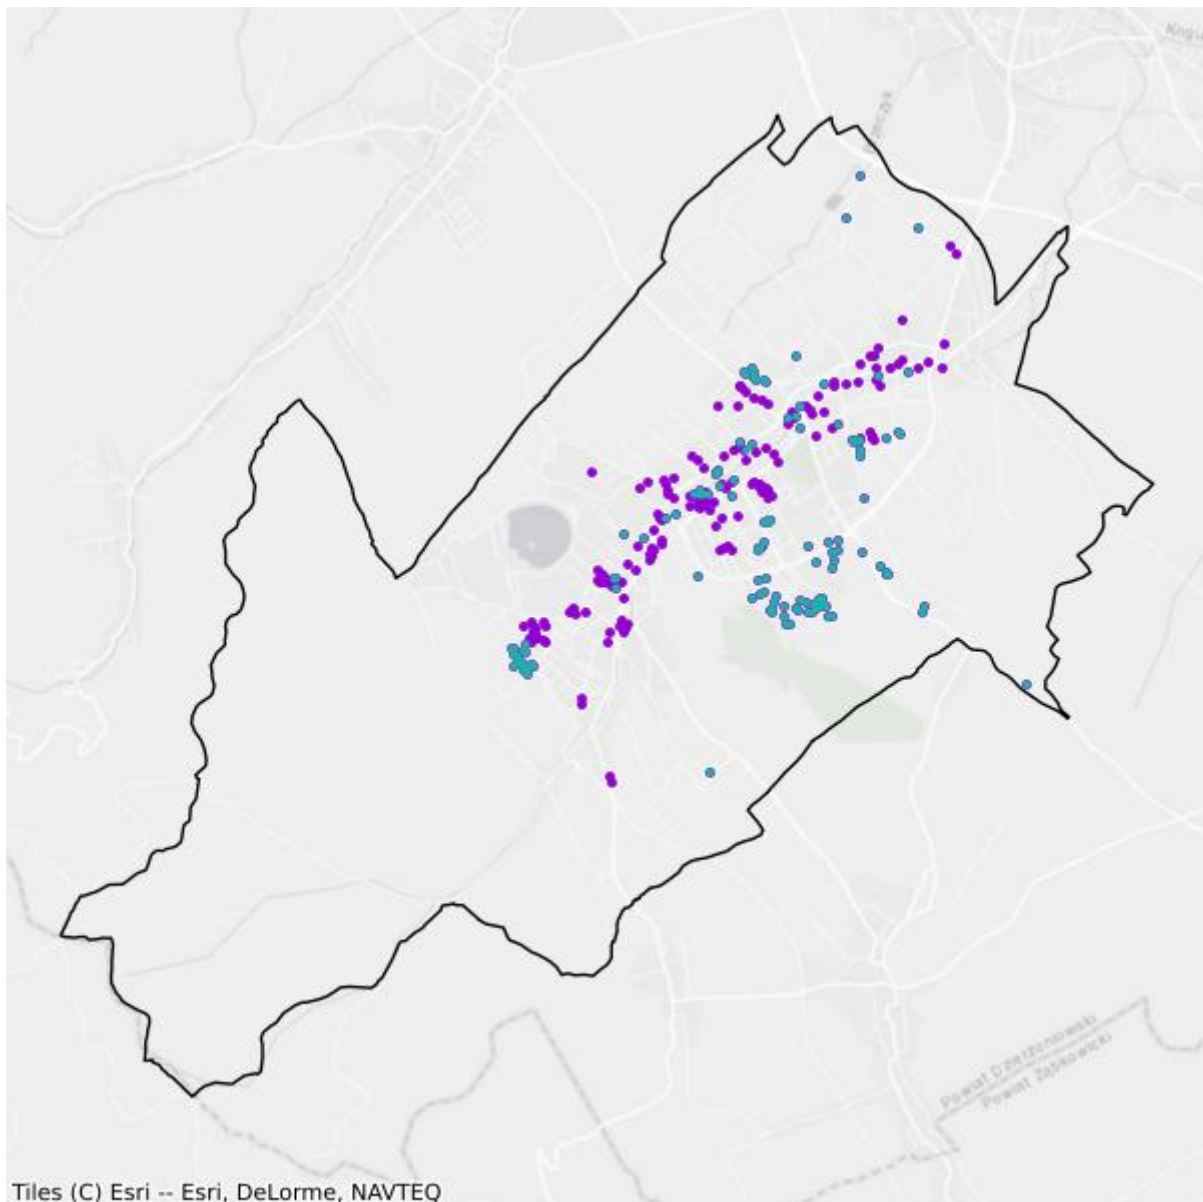 Powiat Dzierżoniowski
Powiat Ząbkowicki
Tiles (C) Esri -- Esri, DeLorme, NAVTEQ